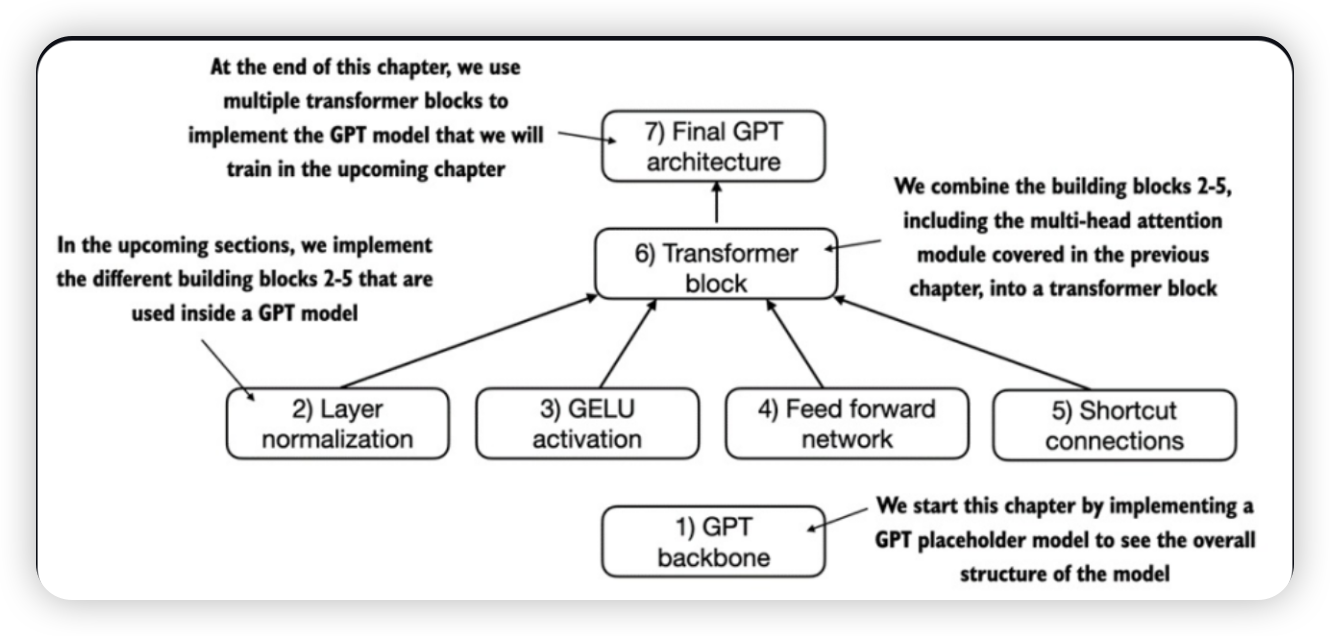 At the end of this chapter, we use
multiple transformer blocks to
implement the GPT model that we will
train in the upcoming chapter
7) Final GPT
architecture
We combine the building blocks 2-5,
including the multi-head attention
module covered in the previous
chapter, into a transformer block
6) Transformer
block
In the upcoming sections, we implement
the different building blocks 2-5 that are
used inside a GPT model
2) Layer
normalization
3) GELU
activation
4) Feed forward
network
5) Shortcut
connections
1) GPT
backbone
We start this chapter by implementing a
GPT placeholder model to see the overall
structure of the model